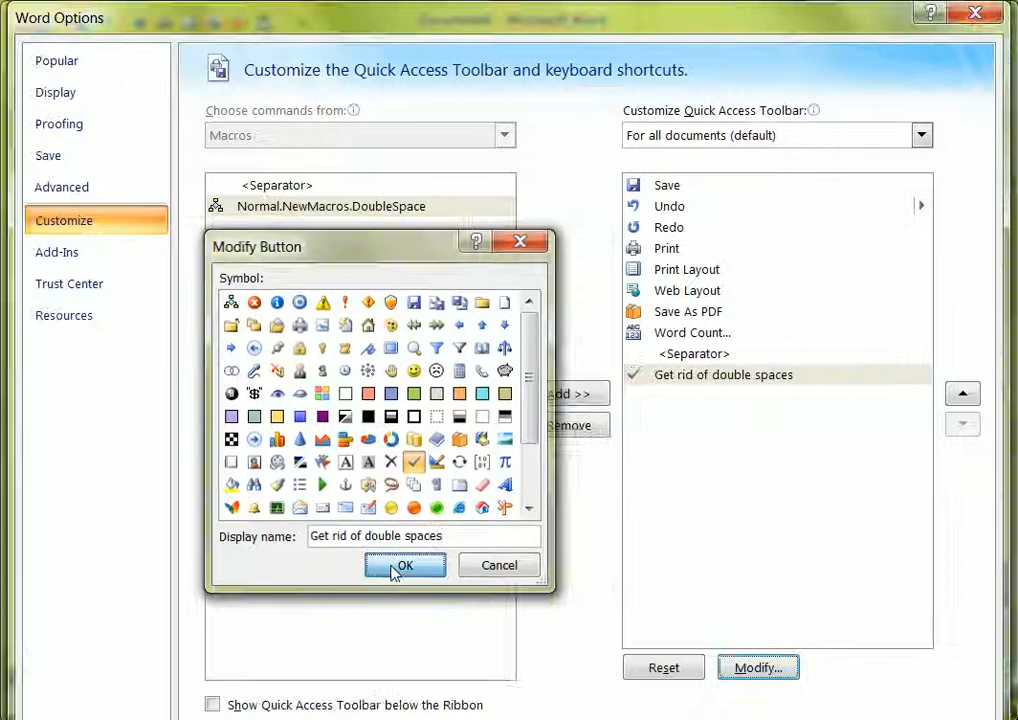 Word Options
Popular
Display
Proofing
Save
Advanced
Customize
Add-Ins
Trust Center
Resources
Customize the Quick Access Toolbar and keyboard shortcuts.
Choose commands from:
Macros
<Separator>
Normal.NewMacros.DoubleSpace
Customize Quick Access Toolbar:
For all documents (default)
Save
Undo
Redo
Print
Print Layout
Web Layout
Save As PDF
Word Count...
<Separator>
Get rid of double spaces
Modify Button
Symbol:
Display name: Get rid of double spaces
OK Cancel
dd >>
emove
Reset Modify...
Show Quick Access Toolbar below the Ribbon